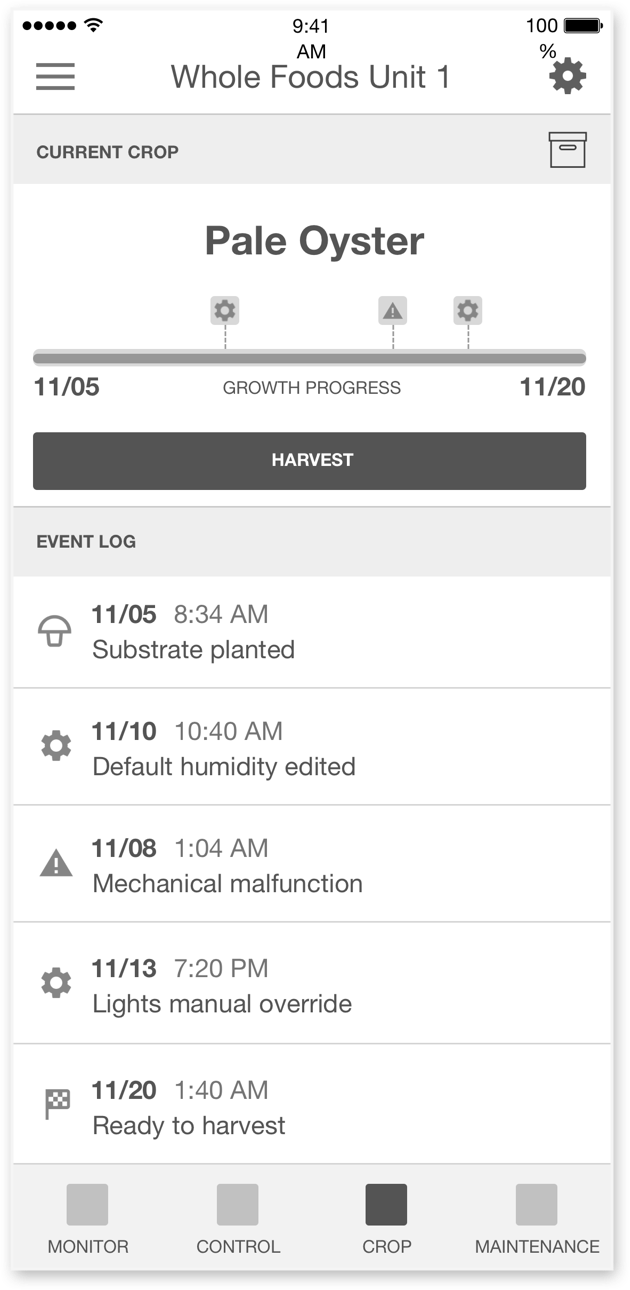 9:41
AM
100
%
Whole Foods Unit 1
CURRENT CROP
Pale Oyster
11/05 GROWTH PROGRESS 11/20
HARVEST
EVENT LOG
11/05 8:34 AM
Substrate planted
11/10 10:40 AM
Default humidity edited
11/08 1:04 AM
Mechanical malfunction
11/13 7:20 PM
Lights manual override
11/20 1:40 AM
Ready to harvest
MONITOR CONTROL CROP MAINTENANCE